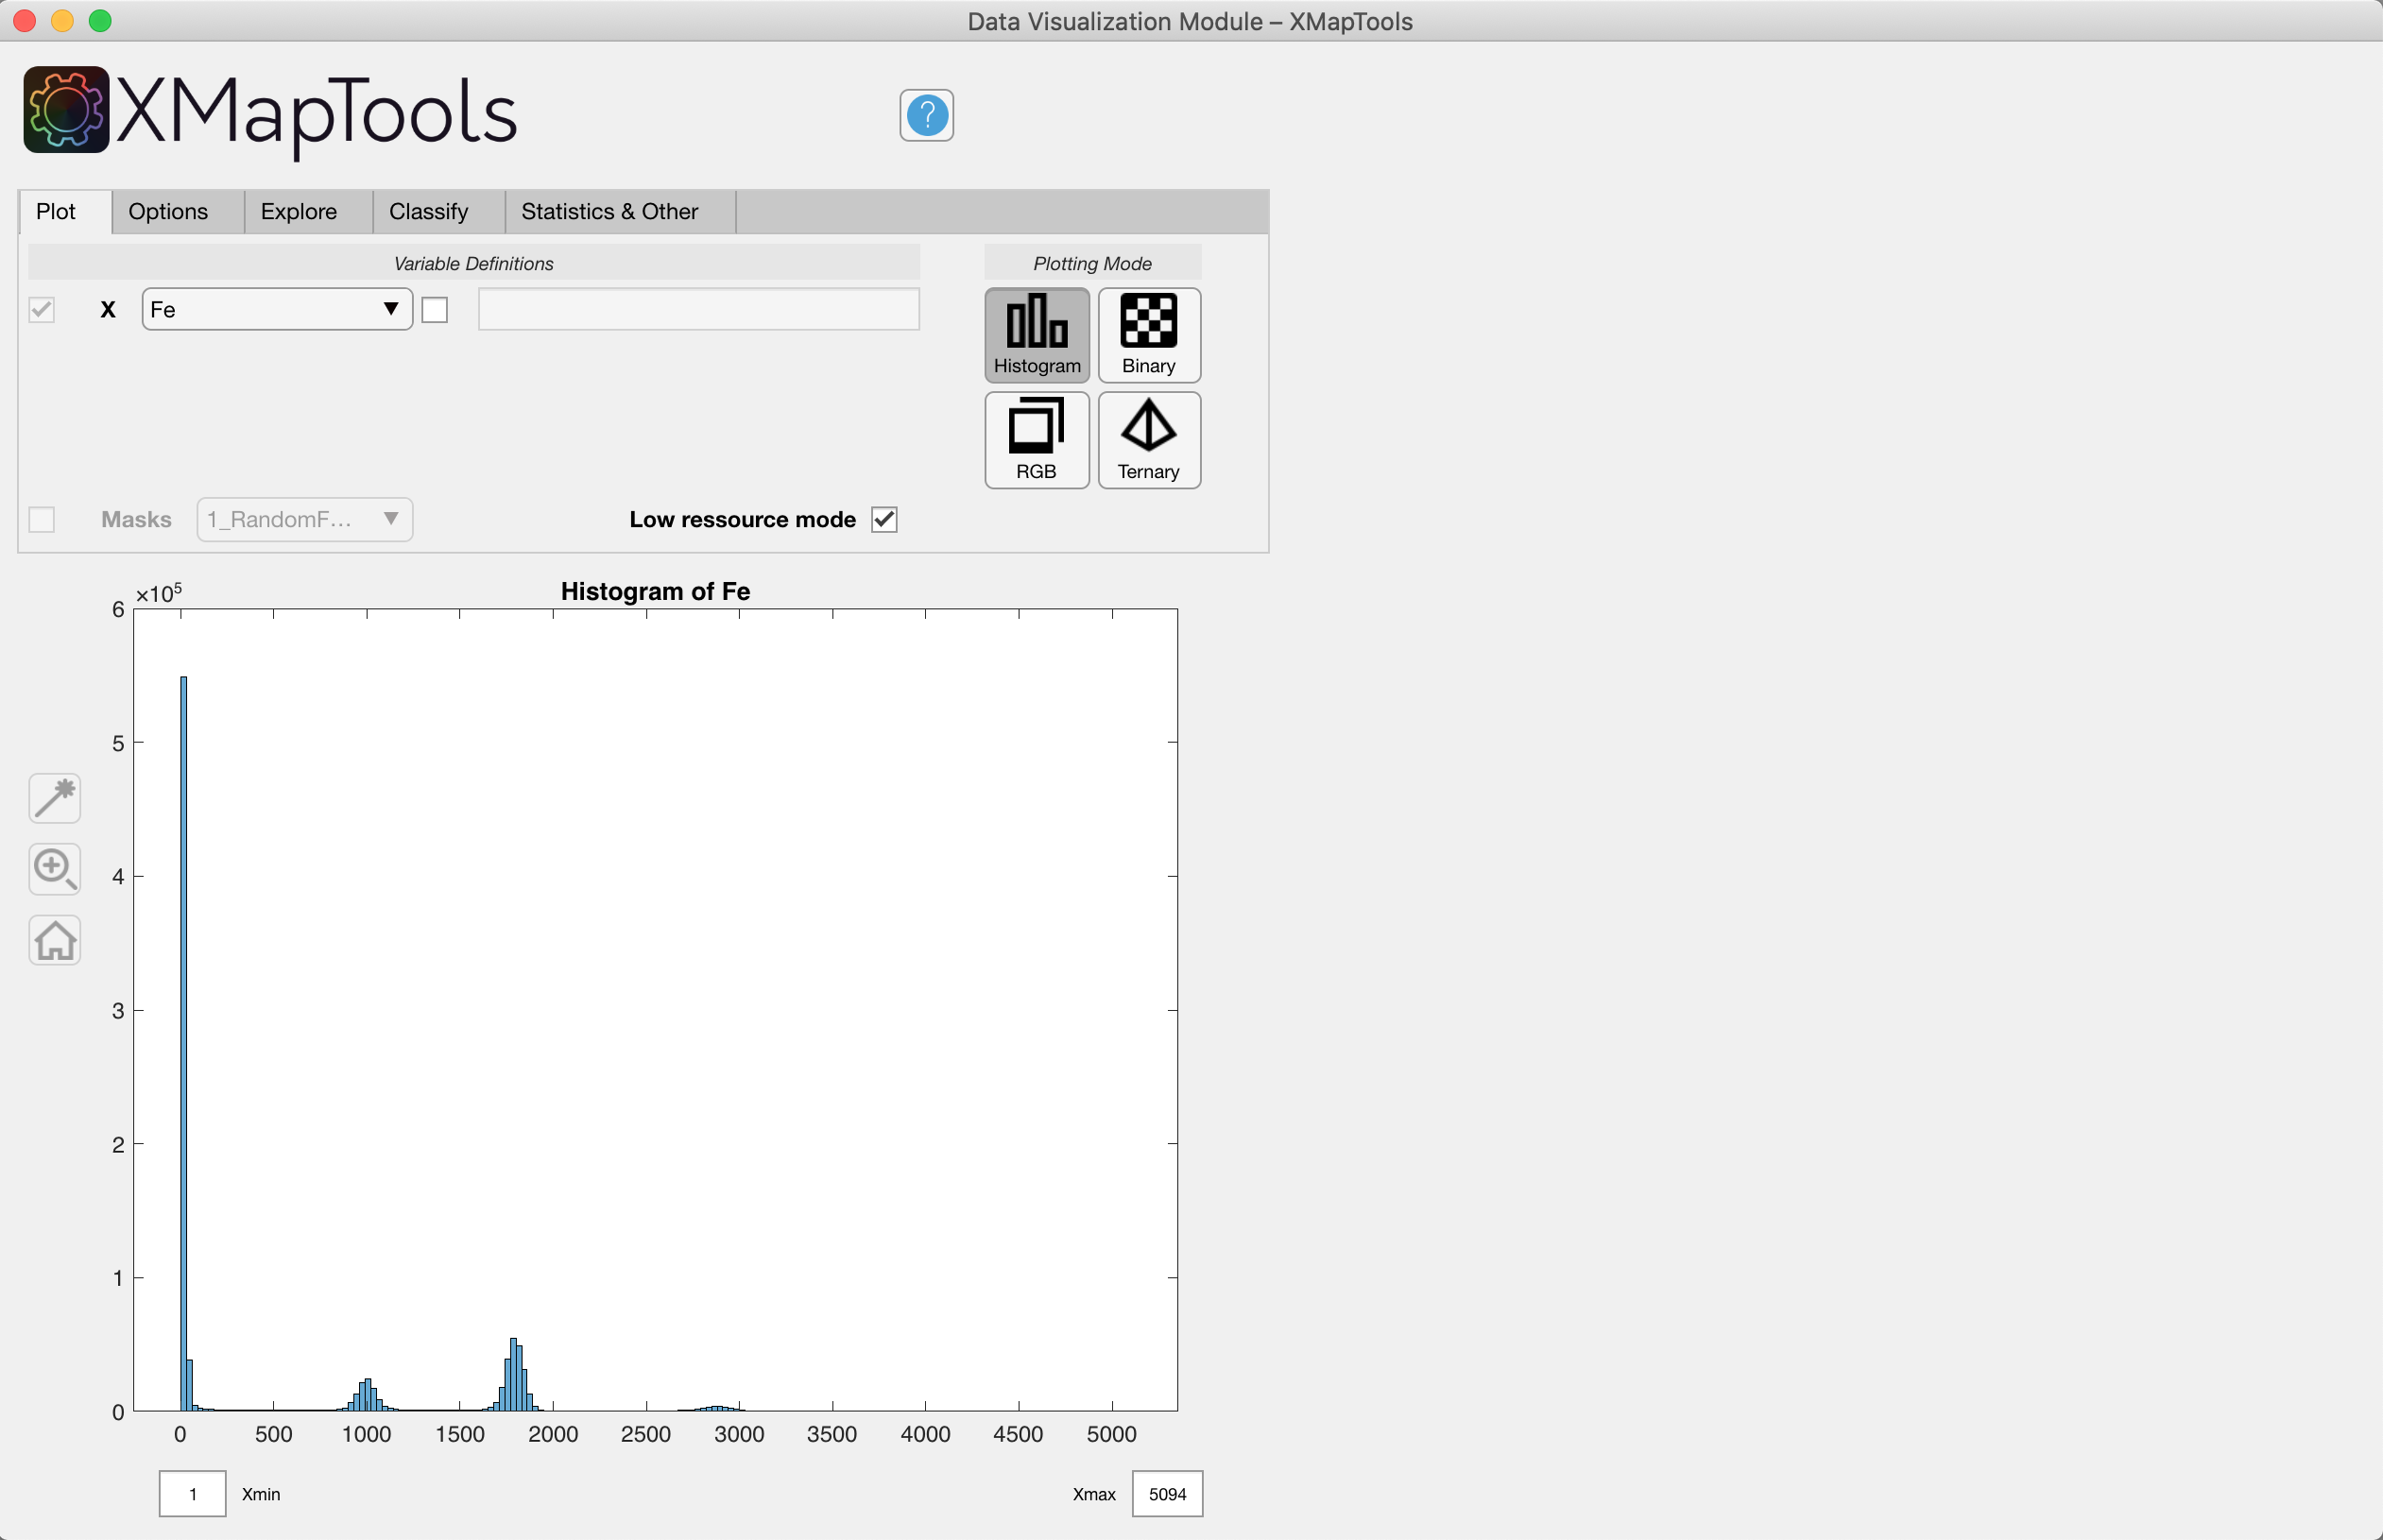 Data Visualization Module – XMapTools
XMapTools
?
Plot Options Explore Classify Statistics & Other
Variable Definitions Plotting Mode
X Fe
Histogram Binary
RGB Ternary
Masks 1_RandomF... Low ressource mode
Histogram of Fe
×10⁵
6
5
4
3
2
1
0
0 500 1000 1500 2000 2500 3000 3500 4000 4500 5000
1 Xmin Xmax 5094